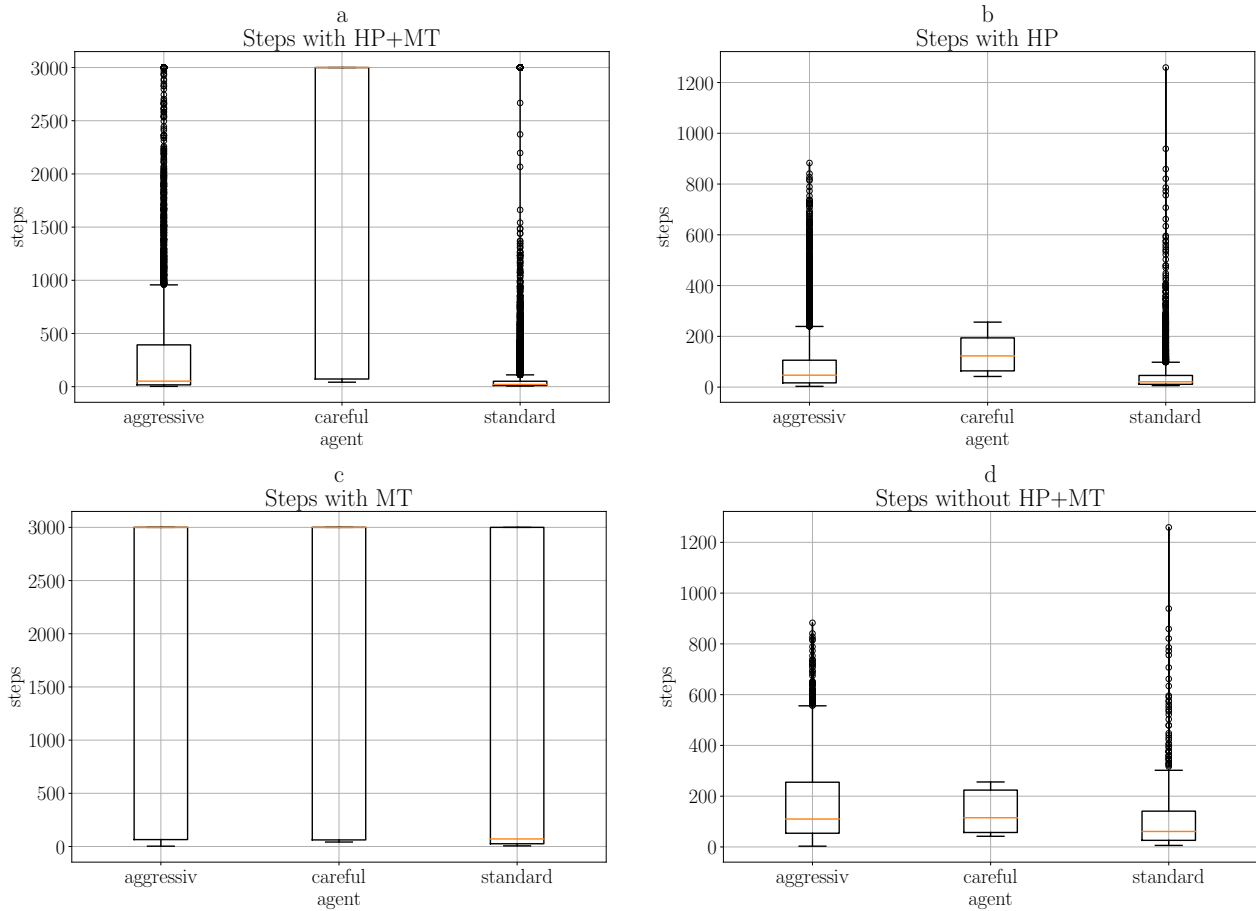 a
Steps with HP+MT
3000
2500
2000
1500
1000
500
0
steps
aggressive careful standard
agent
b
Steps with HP
1200
1000
800
600
400
200
0
steps
aggressiv careful standard
agent
c
Steps with MT
3000
2500
2000
1500
1000
500
0
steps
aggressiv careful standard
agent
d
Steps without HP+MT
1200
1000
800
600
400
200
0
steps
aggressiv careful standard
agent